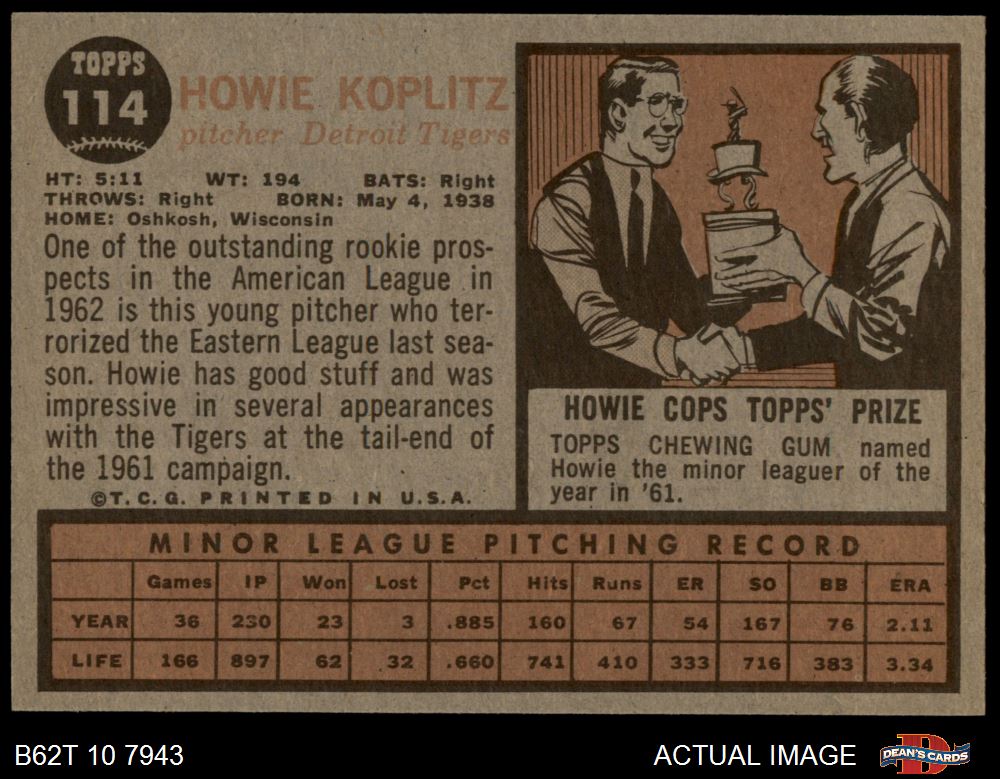 TOPPS
114
HOWIE KOPLITZ
pitcher Detroit Tigers
HT: 5:11 WT: 194 BATS: Right
THROWS: Right BORN: May 4, 1938
HOME: Oshkosh, Wisconsin
One of the outstanding rookie pros-
pects in the American League in
1962 is this young pitcher who ter-
rorized the Eastern League last sea-
son. Howie has good stuff and was
impressive in several appearances
with the Tigers at the tail-end of
the 1961 campaign.
©T.C.G. PRINTED IN U.S.A.
HOWIE COPS TOPPS' PRIZE
TOPPS CHEWING GUM named
Howie the minor leaguer of the
year in '61.
MINOR LEAGUE PITCHING RECORD
Games IP Won Lost Pct Hits Runs ER SO BB ERA
YEAR 36 230 23 3 .885 160 67 54 167 76 2.11
LIFE 166 897 62 32 .660 741 410 333 716 383 3.34
B62T 10 7943 ACTUAL IMAGE DEAN'S CARDS